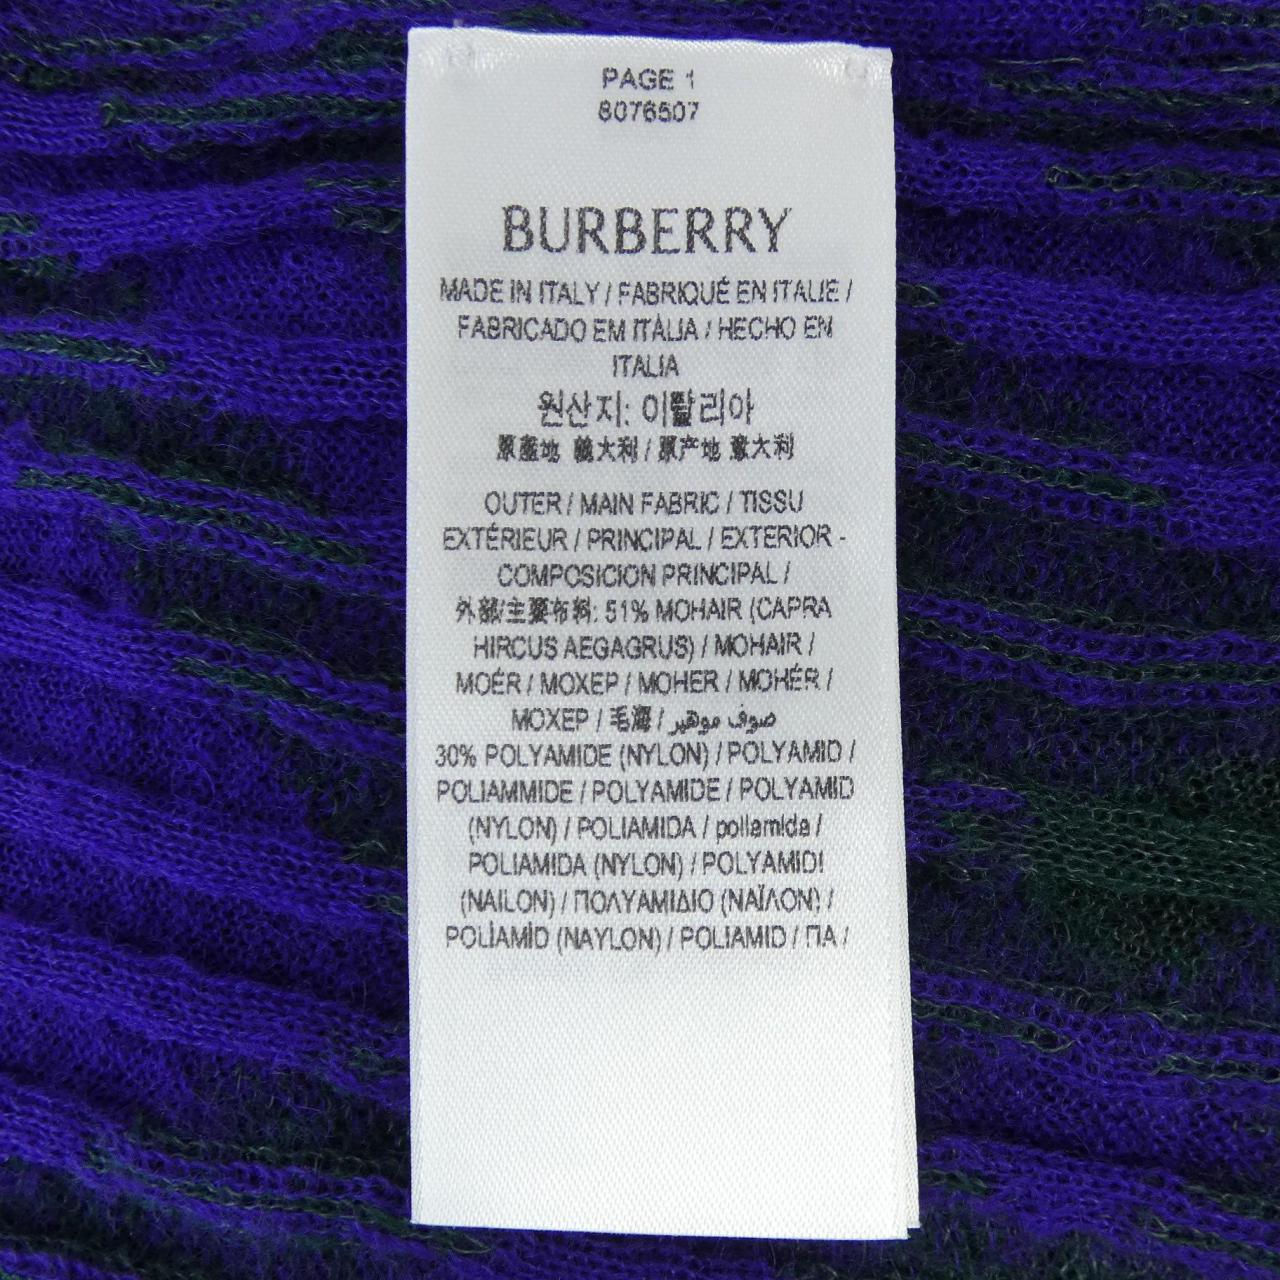 PAGE 1
8076507
BURBERRY
MADE IN ITALY / FABRIQUÉ EN ITALIE /
FABRICADO EM ITÁLIA / HECHO EN
ITALIA
원산지: 이탈리아
原產地 義大利 / 原产地 意大利
OUTER / MAIN FABRIC / TISSU
EXTÉRIEUR / PRINCIPAL / EXTERIOR -
COMPOSICION PRINCIPAL /
外部/主要布料: 51% MOHAIR (CAPRA
HIRCUS AEGAGRUS) / MOHAIR /
MOÉR / МОХЕР / MOHER / MOHÉR /
МОХЕР / 毛海 / صوف موهير
30% POLYAMIDE (NYLON) / POLYAMID /
POLIAMMIDE / POLYAMIDE / POLYAMID
(NYLON) / POLIAMIDA / poliamida /
POLIAMIDA (NYLON) / POLYAMIDI
(NAILON) / ΠΟΛΥΑΜΙΔΙΟ (ΝΑΪΛΟΝ) /
POLİAMİD (NAYLON) / POLIAMID / ПА /